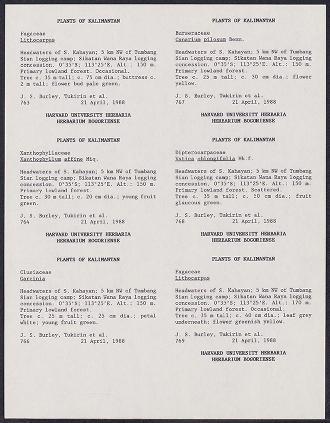 PLANTS OF KALIMANTAN
Fagaceae
Lithocarpus
Headwaters of S. Kahayan; 5 km NW of Tumbang
Sian logging camp; Sikatan Wana Raya logging
concession. 0°35'S; 113°25'E. Alt.: 150 m.
Primary lowland forest. Occasional.
Tree c. 35 m tall; c. 75 cm dia.; buttress c.
2 m tall; flower bud pale green.
J. S. Burley, Tukirin et al.
763 21 April, 1988
HARVARD UNIVERSITY HERBARIA
HERBARIUM BOGORIENSE
PLANTS OF KALIMANTAN
Xanthophyllaceae
Xanthophyllum affine Miq.
Headwaters of S. Kahayan; 5 km NW of Tumbang
Sian logging camp; Sikatan Wana Raya logging
concession. 0°35'S; 113°25'E. Alt.: 150 m.
Primary lowland forest.
Tree c. 30 m tall; c. 20 cm dia.; young fruit
green.
J. S. Burley, Tukirin et al.
764 21 April, 1988
HARVARD UNIVERSITY HERBARIA
HERBARIUM BOGORIENSE
PLANTS OF KALIMANTAN
Clusiaceae
Garcinia
Headwaters of S. Kahayan; 5 km NW of Tumbang
Sian logging camp; Sikatan Wana Raya logging
concession. 0°35'S; 113°25'E. Alt.: 150 m.
Primary lowland forest.
Tree c. 25 m tall; c. 25 cm dia.; petal
white; young fruit green.
J. S. Burley, Tukirin et al.
766 21 April, 1988
HARVARD UNIVERSITY HERBARIA
HERBARIUM BOGORIENSE
PLANTS OF KALIMANTAN
Burseraceae
Canarium pilosum Benn.
Headwaters of S. Kahayan; 5 km NW of Tumbang
Sian logging camp; Sikatan Wana Raya logging
concession. 0°35'S; 113°25'E. Alt.: 150 m.
Primary lowland forest.
Tree c. 25 m tall; c. 30 cm dia.; flower
yellow.
J. S. Burley, Tukirin et al.
767 21 April, 1988
HARVARD UNIVERSITY HERBARIA
HERBARIUM BOGORIENSE
PLANTS OF KALIMANTAN
Dipterocarpaceae
Vatica oblongifolia Hk.f.
Headwaters of S. Kahayan; 5 km NW of Tumbang
Sian logging camp; Sikatan Wana Raya logging
concession. 0°35'S; 113°25'E. Alt.: 150 m.
Primary lowland forest. Scattered.
Tree c. 35 m tall; c. 50 cm dia.; fruit
glaucous green.
J. S. Burley, Tukirin et al.
768 21 April, 1988
HARVARD UNIVERSITY HERBARIA
HERBARIUM BOGORIENSE
PLANTS OF KALIMANTAN
Fagaceae
Lithocarpus
Headwaters of S. Kahayan; 5 km NW of Tumbang
Sian logging camp; Sikatan Wana Raya logging
concession. 0°35'S; 113°25'E. Alt.: 170 m.
Primary lowland forest. Occasional.
Tree c. 35 m tall; c. 60 cm dia.; leaf grey
underneath; flower greenish yellow.
J. S. Burley, Tukirin et al.
769 21 April, 1988
HARVARD UNIVERSITY HERBARIA
HERBARIUM BOGORIENSE